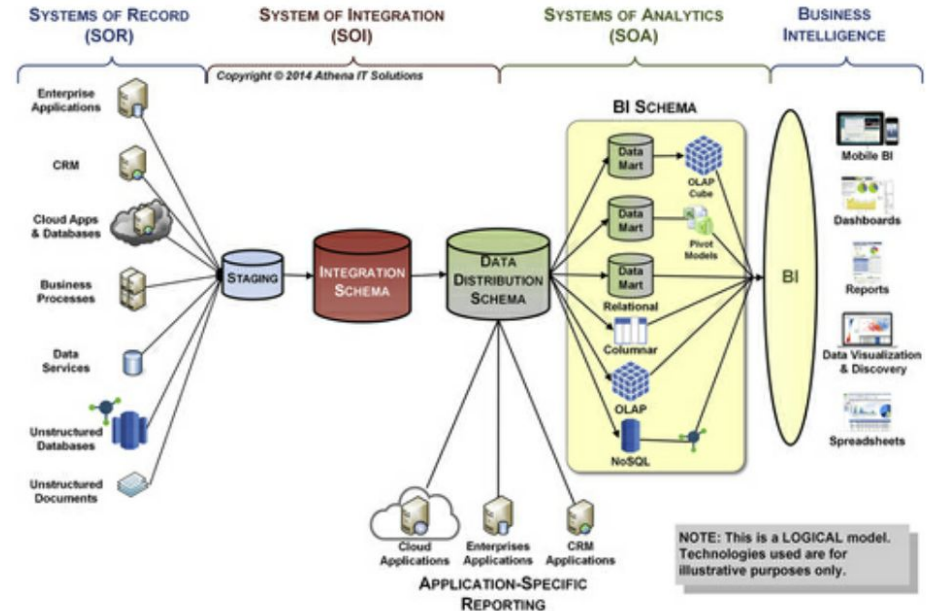 SYSTEMS OF RECORD
(SOR)
SYSTEM OF INTEGRATION
(SOI)
SYSTEMS OF ANALYTICS
(SOA)
BUSINESS
INTELLIGENCE
Copyright © 2014 Athena IT Solutions
Enterprise
Applications
CRM
Cloud Apps
& Databases
Business
Processes
Data
Services
Unstructured
Databases
Unstructured
Documents
STAGING
INTEGRATION
SCHEMA
DATA
DISTRIBUTION
SCHEMA
BI SCHEMA
Data
Mart
OLAP
Cube
Data
Mart
Pivot
Models
Data
Mart
Relational
Columnar
OLAP
NoSQL
BI
Mobile BI
Dashboards
Reports
Data Visualization
& Discovery
Spreadsheets
Cloud
Applications
Enterprises
Applications
CRM
Applications
APPLICATION-SPECIFIC
REPORTING
NOTE: This is a LOGICAL model.
Technologies used are for
illustrative purposes only.